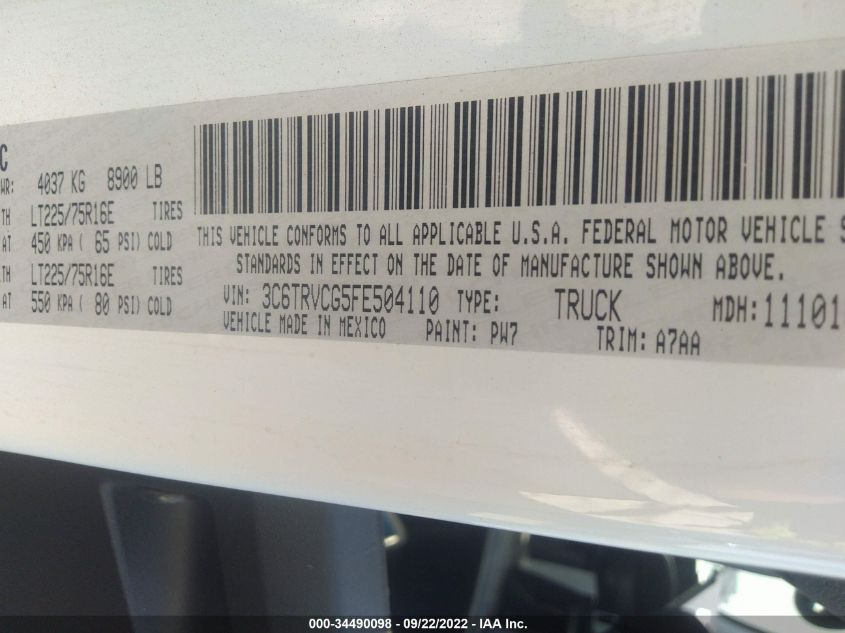 C
WR: 4037 KG 8900 LB
TH LT225/75R16E TIRES
AT 450 KPA ( 65 PSI) COLD
TH LT225/75R16E TIRES
AT 550 KPA ( 80 PSI) COLD
THIS VEHICLE CONFORMS TO ALL APPLICABLE U.S.A. FEDERAL MOTOR VEHICLE S
STANDARDS IN EFFECT ON THE DATE OF MANUFACTURE SHOWN ABOVE.
VIN: 3C6TRVCG5FE504110 TYPE: TRUCK MDH: 11101
VEHICLE MADE IN MEXICO PAINT: PW7 TRIM: A7AA
000-34490098 - 09/22/2022 - IAA Inc.